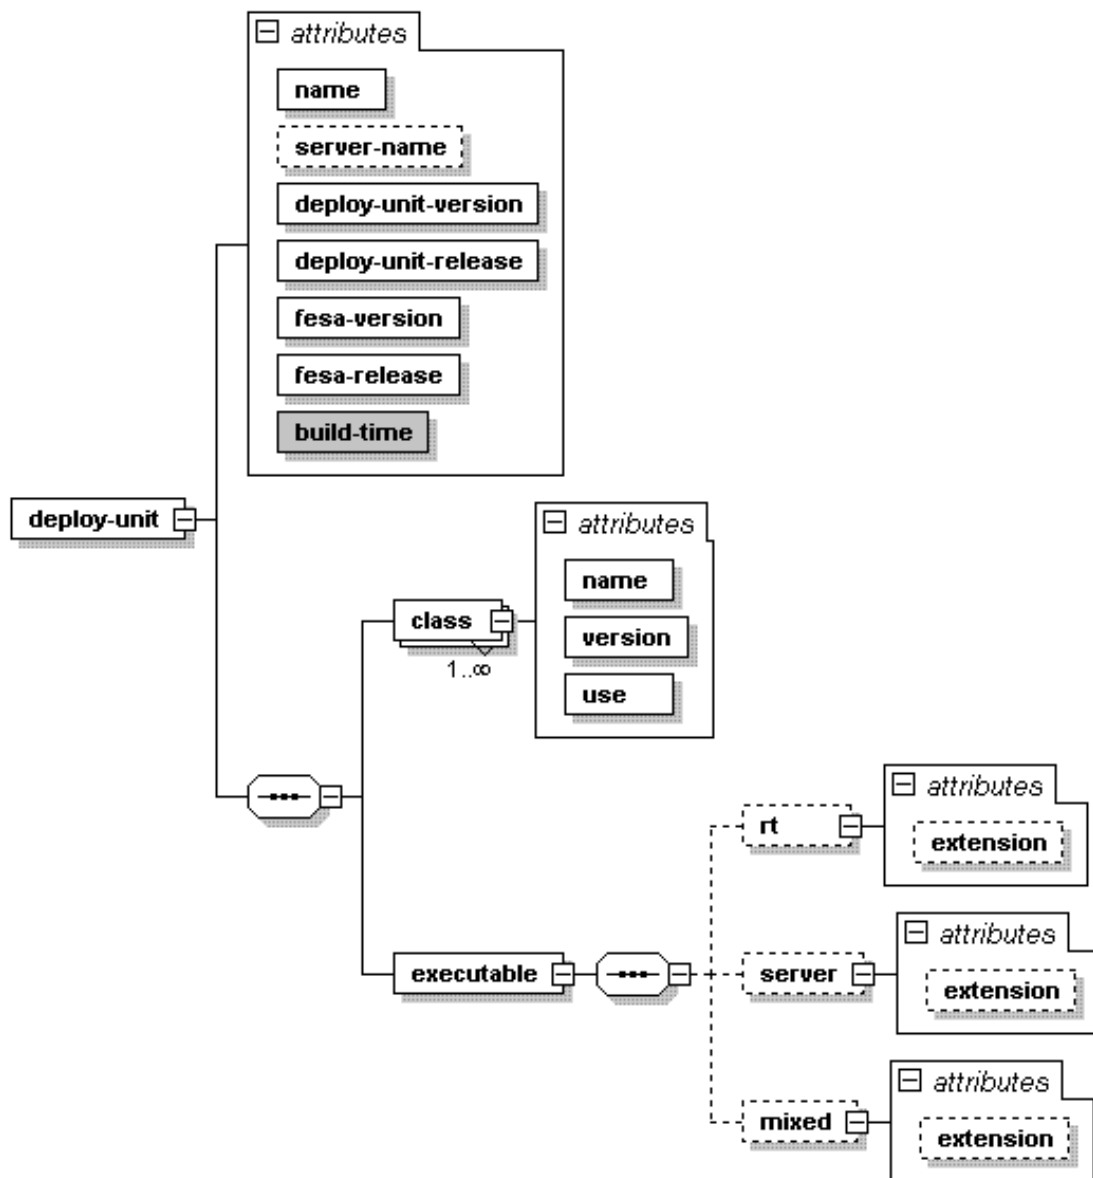 attributes
name
server-name
deploy-unit-version
deploy-unit-release
fesa-version
fesa-release
build-time
deploy-unit
attributes
name
version
use
class
1..∞
attributes
extension
rt
attributes
extension
server
executable
attributes
extension
mixed